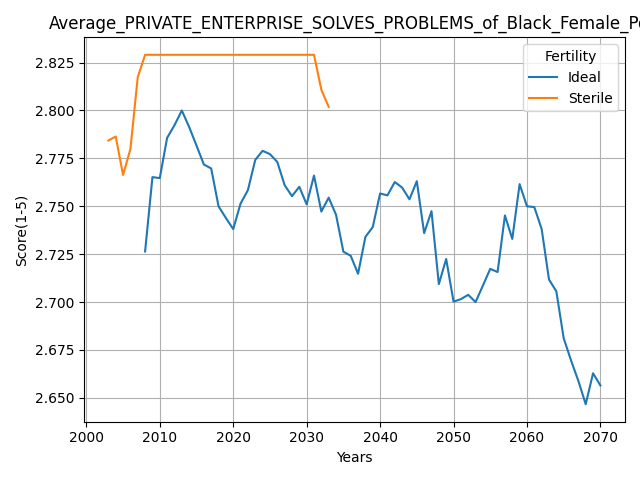 Average_PRIVATE_ENTERPRISE_SOLVES_PROBLEMS_of_Black_Female_Pe
Fertility
Ideal
Sterile
Score(1-5)
2.825
2.800
2.775
2.750
2.725
2.700
2.675
2.650
2000 2010 2020 2030 2040 2050 2060 2070
Years